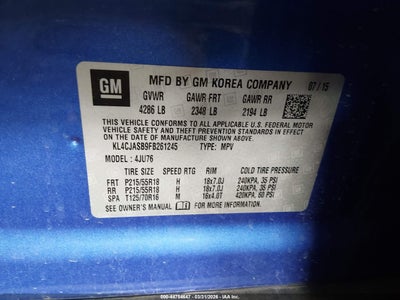 GM
MFD BY GM KOREA COMPANY 07/15
GVWR GAWR FRT GAWR RR
4286 LB 2348 LB 2194 LB
THIS VEHICLE CONFORMS TO ALL APPLICABLE U.S. FEDERAL MOTOR
VEHICLE SAFETY, BUMPER, AND THEFT PREVENTION STANDARDS IN
EFFECT ON THE DATE OF MANUFACTURE SHOWN ABOVE.
KL4CJASB9FB261245 TYPE: MPV
MODEL: 4JU76
TIRE SIZE SPEED RTG RIM COLD TIRE PRESSURE
FRT P215/55R18 H 18x7.0J 240KPA, 35 PSI
RR P215/55R18 H 18x7.0J 240KPA, 35 PSI
SPA T125/70R16 M 16x4.0T 420KPA, 60 PSI
SEE OWNER'S MANUAL FOR MORE INFORMATION.
000-44754647 - 03/31/2026 - IAA